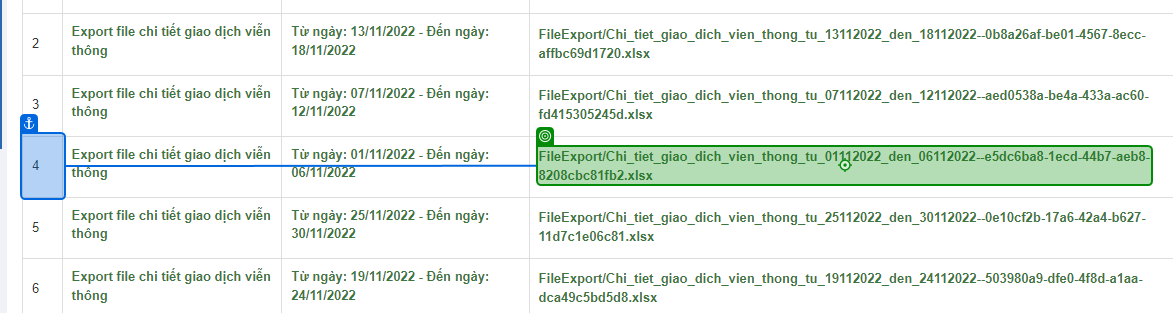 2
Export file chi tiết giao dịch viễn
thông
Từ ngày: 13/11/2022 - Đến ngày:
18/11/2022
FileExport/Chi_tiet_giao_dich_vien_thong_tu_13112022_den_18112022--0b8a26af-be01-4567-8ecc-
affbc69d1720.xlsx
3
Export file chi tiết giao dịch viễn
thông
Từ ngày: 07/11/2022 - Đến ngày:
12/11/2022
FileExport/Chi_tiet_giao_dich_vien_thong_tu_07112022_den_12112022--aed0538a-be4a-433a-ac60-
fd415305245d.xlsx
4
Export file chi tiết giao dịch viễn
thông
Từ ngày: 01/11/2022 - Đến ngày:
06/11/2022
FileExport/Chi_tiet_giao_dich_vien_thong_tu_01112022_den_06112022--e5dc6ba8-1ecd-44b7-aeb8-
8208cbc81fb2.xlsx
5
Export file chi tiết giao dịch viễn
thông
Từ ngày: 25/11/2022 - Đến ngày:
30/11/2022
FileExport/Chi_tiet_giao_dich_vien_thong_tu_25112022_den_30112022--0e10cf2b-17a6-42a4-b627-
11d7c1e06c81.xlsx
6
Export file chi tiết giao dịch viễn
thông
Từ ngày: 19/11/2022 - Đến ngày:
24/11/2022
FileExport/Chi_tiet_giao_dich_vien_thong_tu_19112022_den_24112022--503980a9-dfe0-4f8d-a1aa-
dca49c5bd5d8.xlsx